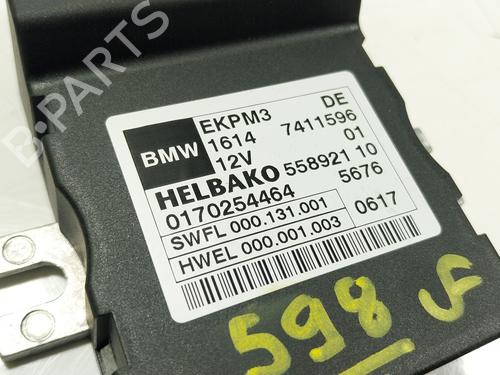 B-PARTS
BMW
EKPM3 DE
1614 7411596
12V 01
HELBAKO 558921 10
0170254464 5676
SWFL 000.131.001
HWEL 000.001.003 0617
598